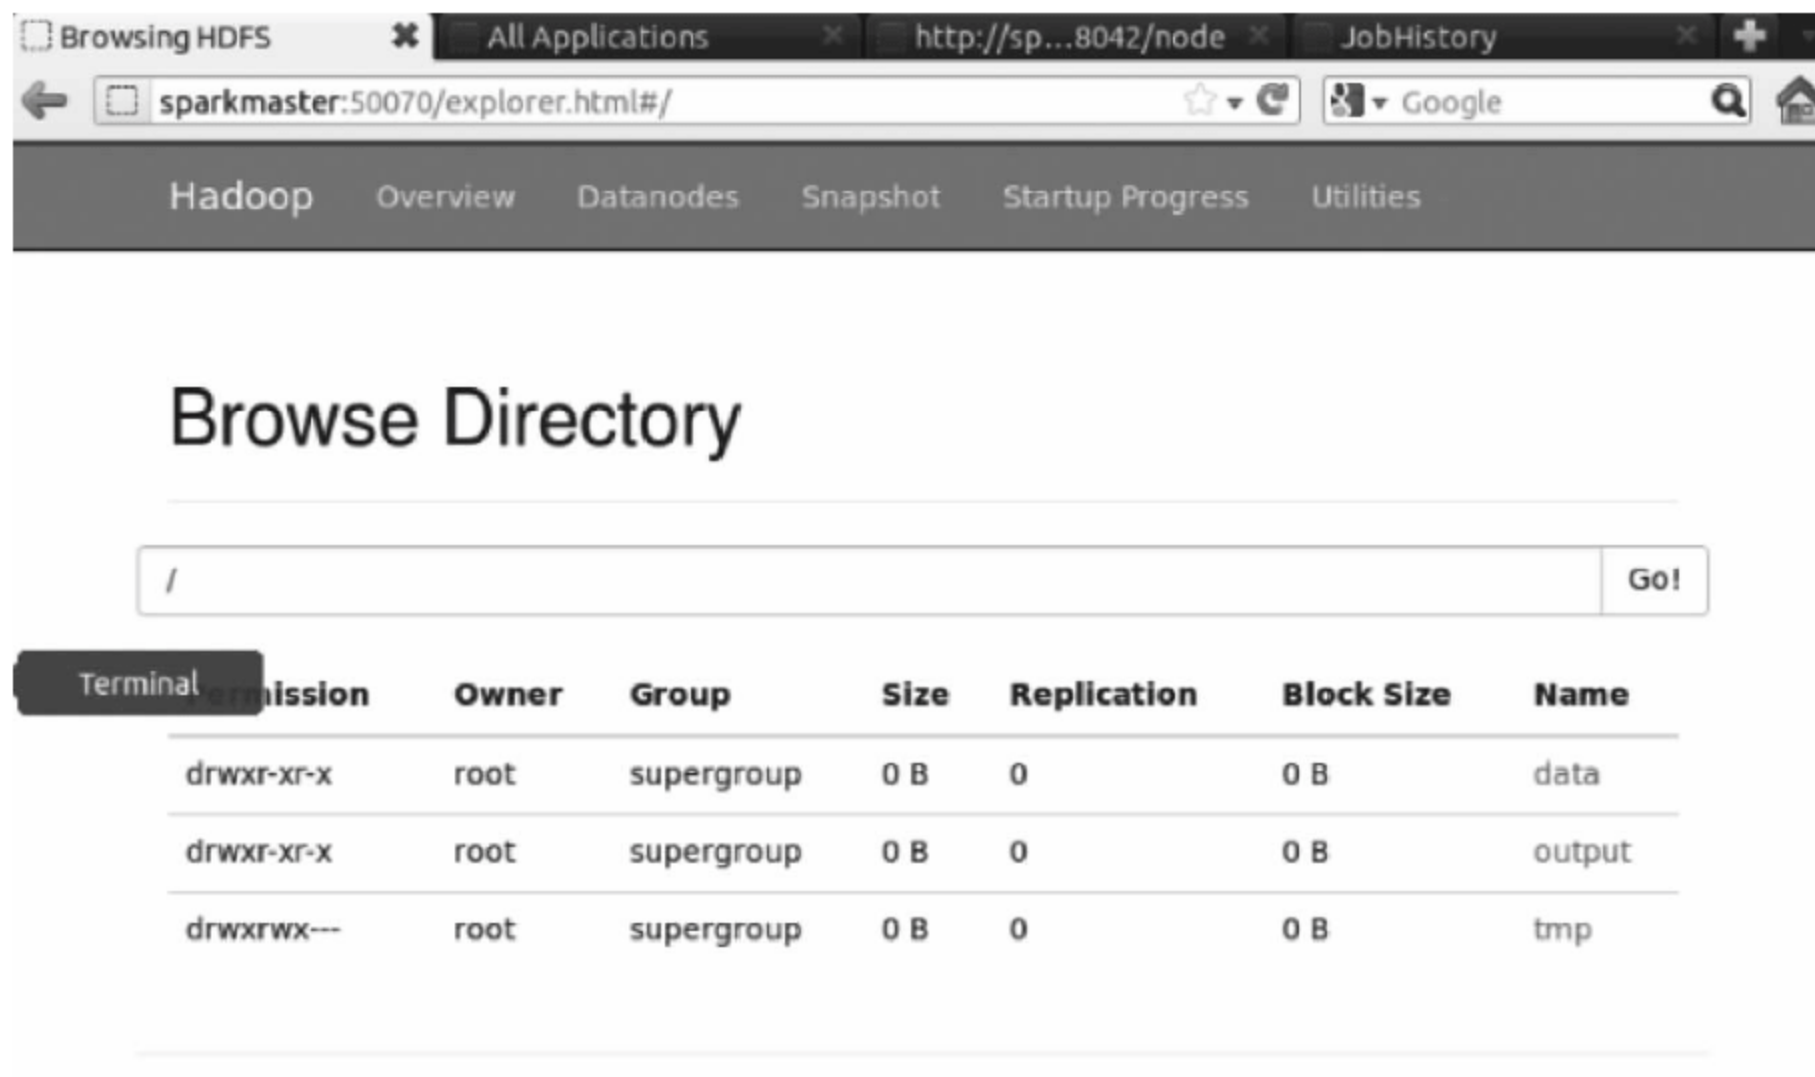 Browsing HDFS All Applications http://sp...8042/node JobHistory
sparkmaster:50070/explorer.html#/ Google
Hadoop Overview Datanodes Snapshot Startup Progress Utilities
Browse Directory
/ Go!
Terminal
Permission Owner Group Size Replication Block Size Name
drwxr-xr-x root supergroup 0 B 0 0 B data
drwxr-xr-x root supergroup 0 B 0 0 B output
drwxrwx--- root supergroup 0 B 0 0 B tmp